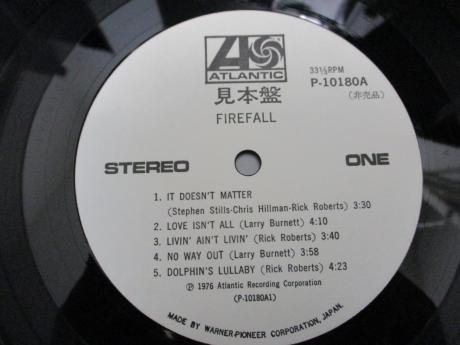 ATLANTIC
33⅓RPM
P-10180A
見本盤
(非売品)
FIREFALL
STEREO
ONE
1. IT DOESN'T MATTER
(Stephen Stills-Chris Hillman-Rick Roberts) 3:30
2. LOVE ISN'T ALL (Larry Burnett) 4:10
3. LIVIN' AIN'T LIVIN' (Rick Roberts) 3:40
4. NO WAY OUT (Larry Burnett) 3:58
5. DOLPHIN'S LULLABY (Rick Roberts) 4:23
Ⓟ 1976 Atlantic Recording Corporation
(P-10180A1)
MADE BY WARNER-PIONEER CORPORATION, JAPAN.